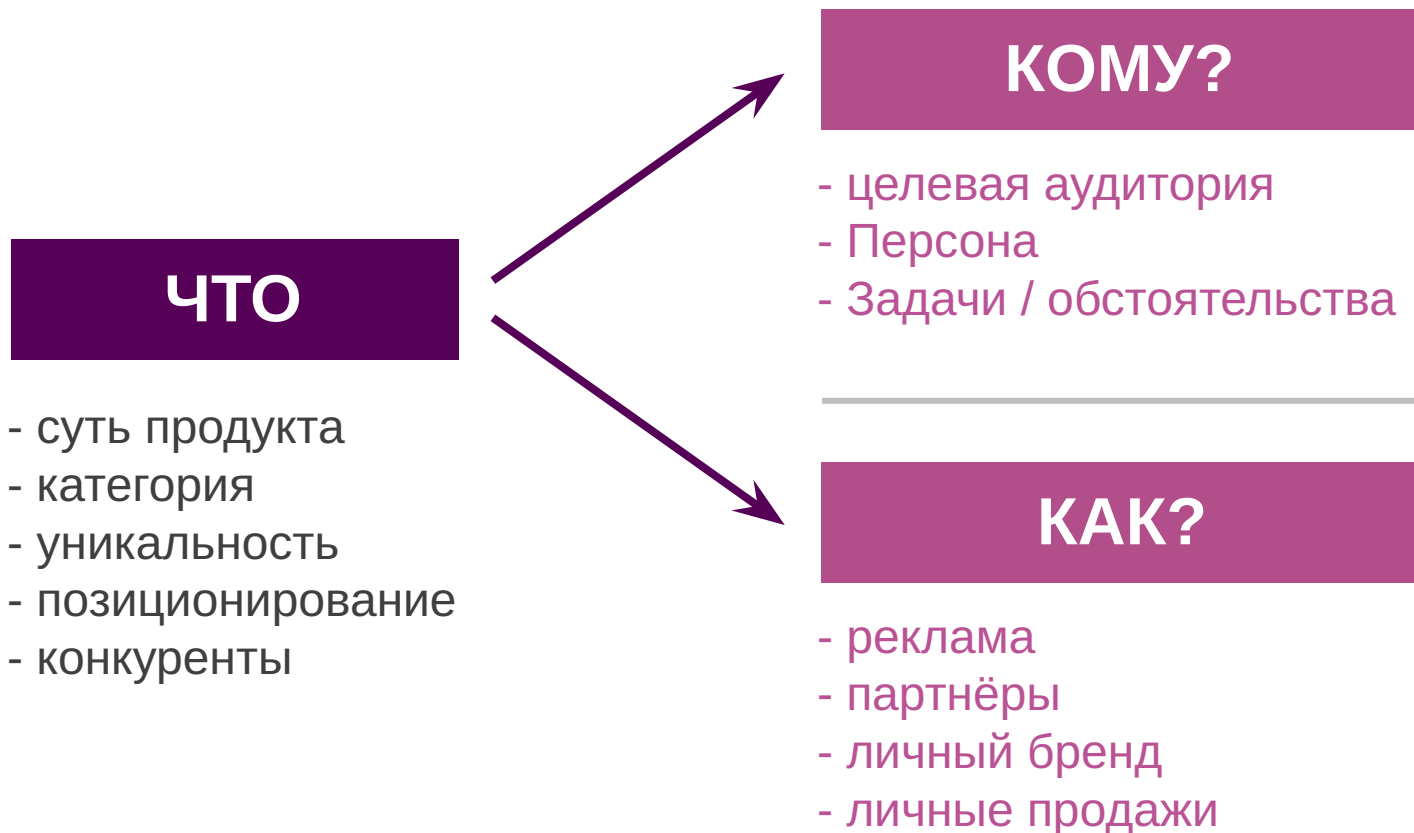 ЧТО
- суть продукта
- категория
- уникальность
- позиционирование
- конкуренты
КОМУ?
- целевая аудитория
- Персона
- Задачи / обстоятельства
КАК?
- реклама
- партнёры
- личный бренд
- личные продажи